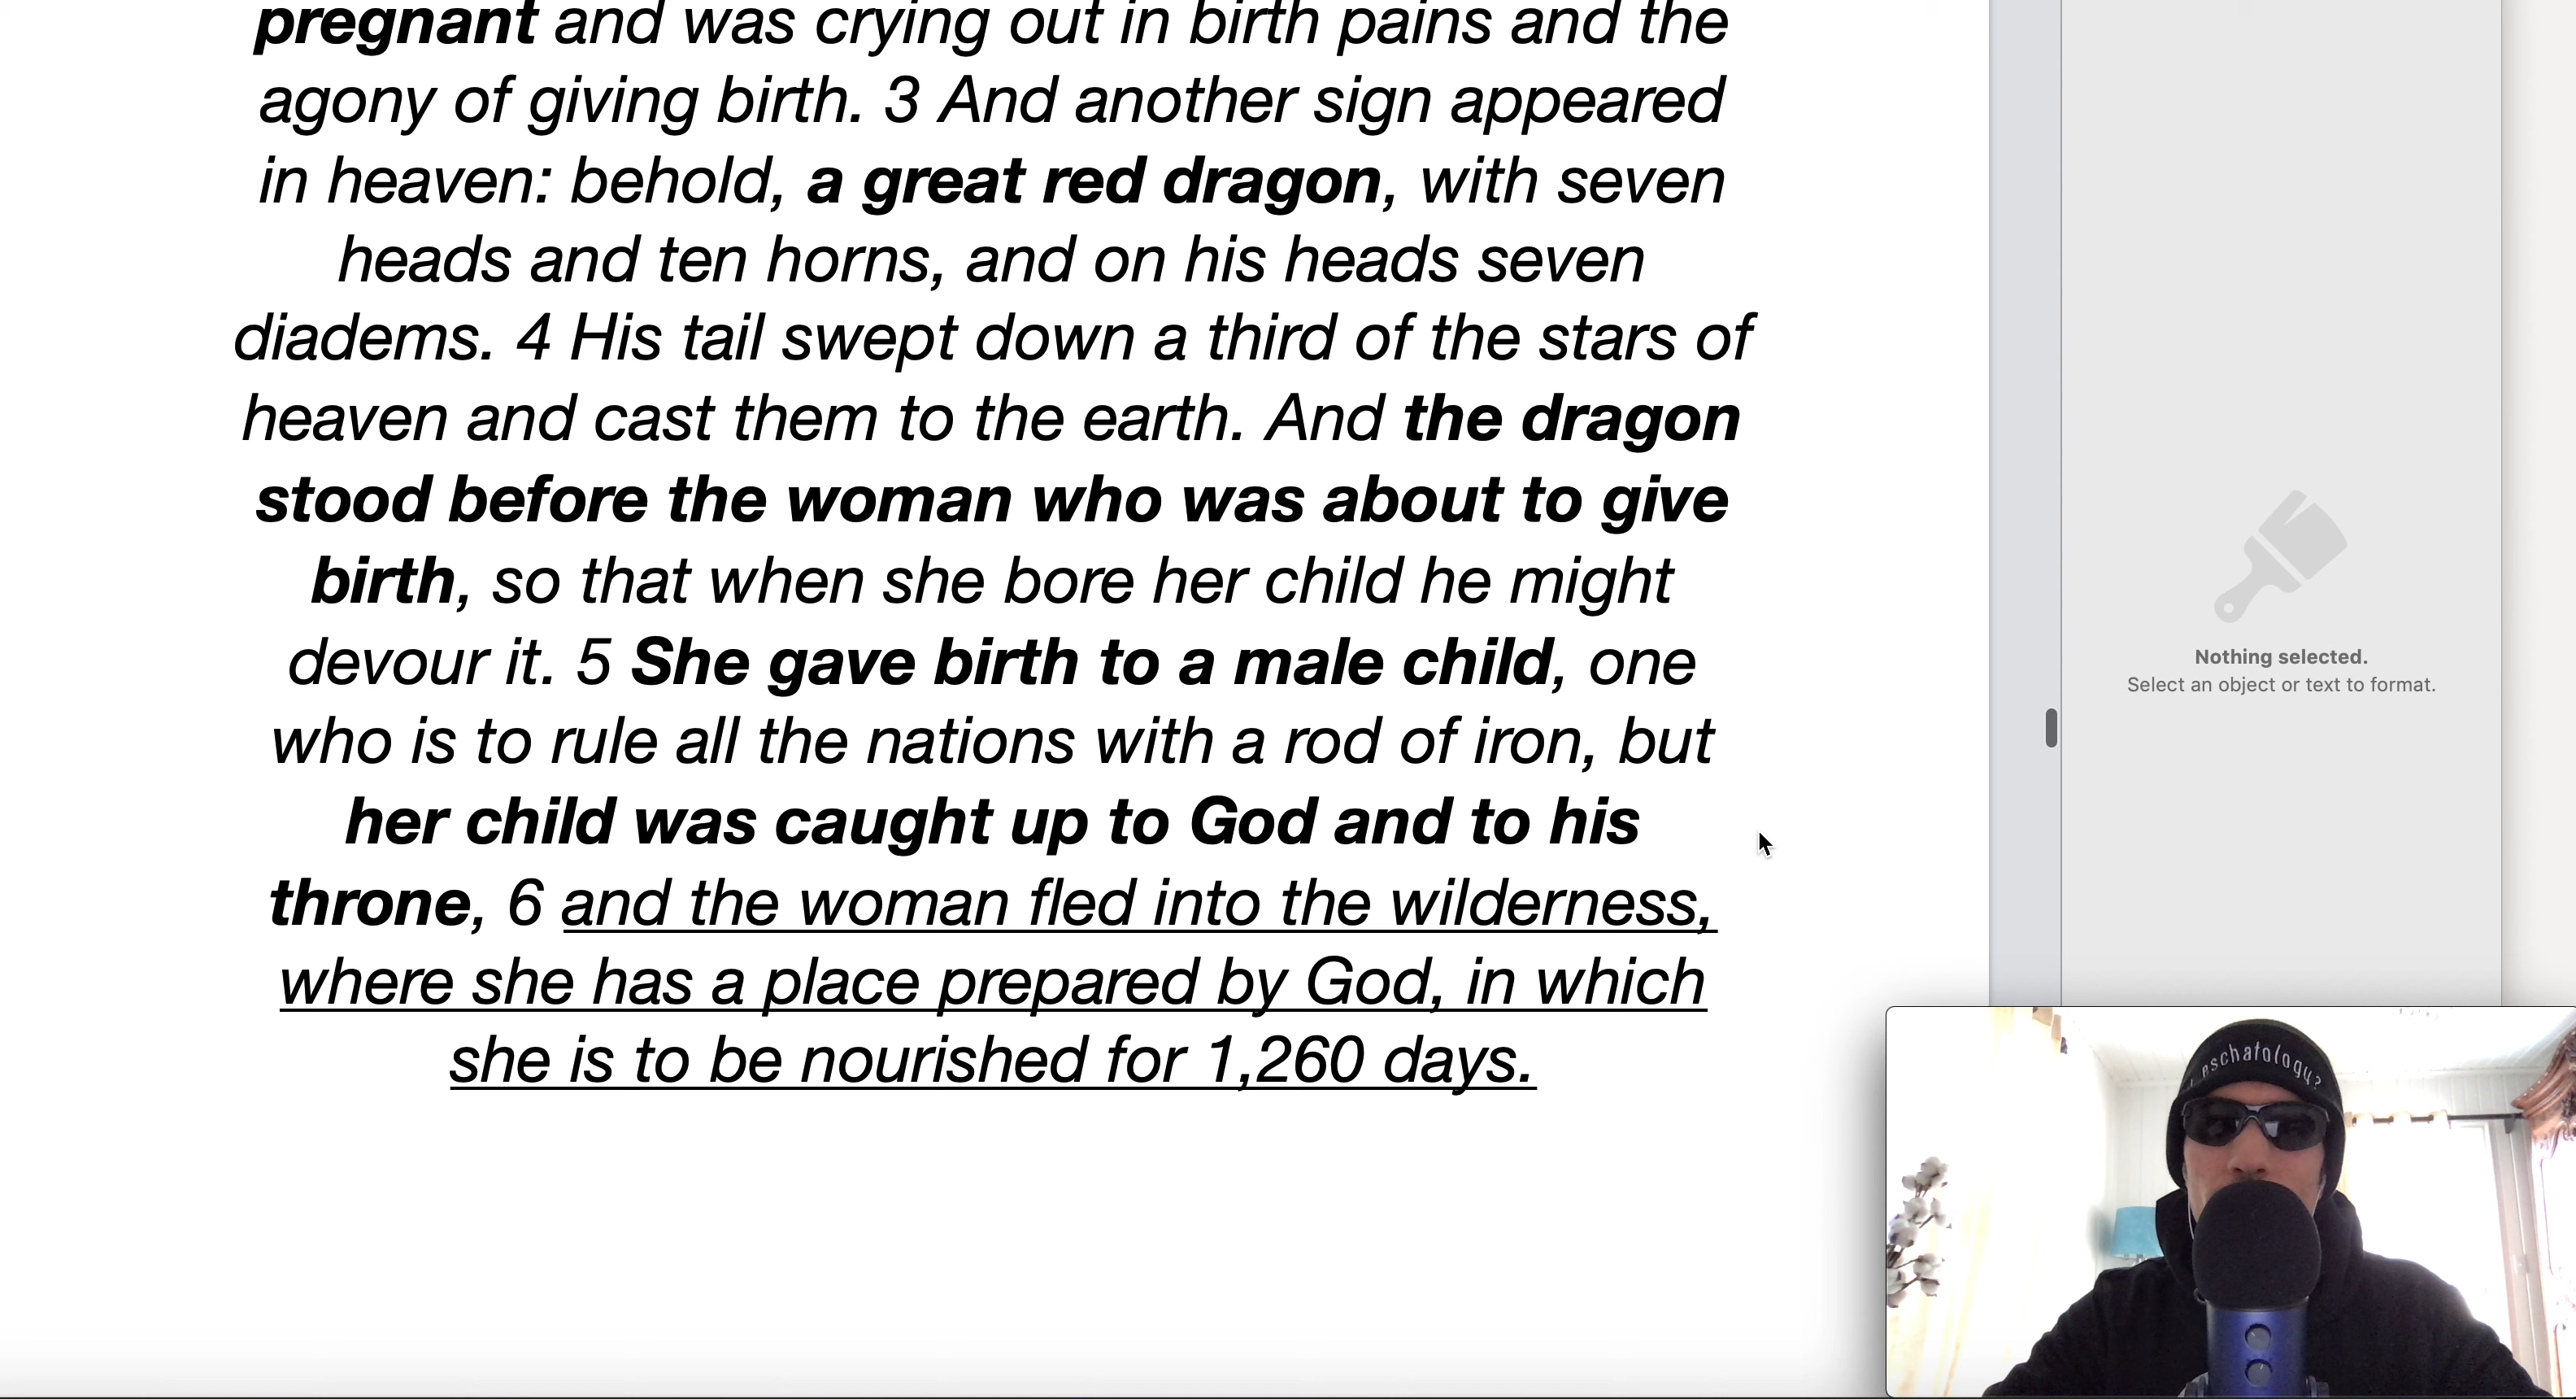 pregnant and was crying out in birth pains and the
agony of giving birth. 3 And another sign appeared
in heaven: behold, a great red dragon, with seven
heads and ten horns, and on his heads seven
diadems. 4 His tail swept down a third of the stars of
heaven and cast them to the earth. And the dragon
stood before the woman who was about to give
birth, so that when she bore her child he might
devour it. 5 She gave birth to a male child, one
who is to rule all the nations with a rod of iron, but
her child was caught up to God and to his
throne, 6 and the woman fled into the wilderness,
where she has a place prepared by God, in which
she is to be nourished for 1,260 days.
Nothing selected.
Select an object or text to format.
eschatology?